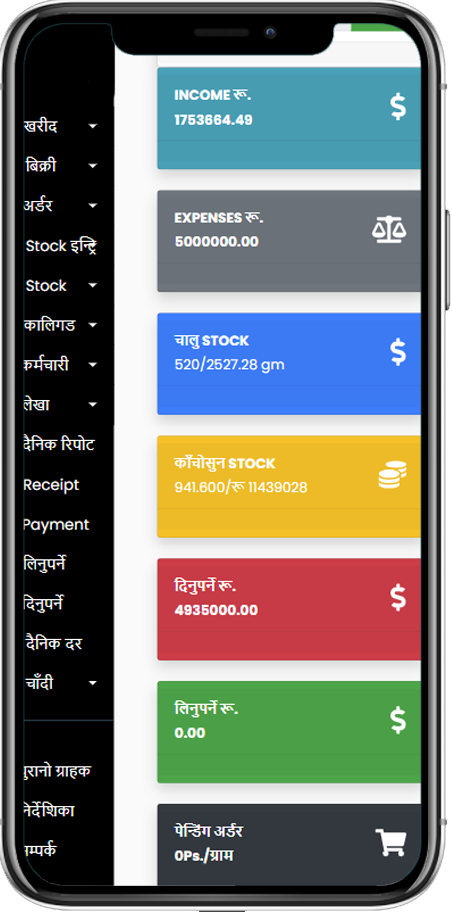 खरीद
बिक्री
अर्डर
Stock इन्ट्रि
Stock
कालिगड
कर्मचारी
लेखा
दैनिक रिपोट
Receipt
Payment
लिनुपर्ने
दिनुपर्ने
दैनिक दर
चाँदी
पुरानो ग्राहक
निर्देशिका
सम्पर्क
INCOME रू.
1753664.49
EXPENSES रू.
5000000.00
चालु STOCK
520/2527.28 gm
काँचोसुन STOCK
941.600/रू 11439028
दिनुपर्ने रू.
4935000.00
लिनुपर्ने रू.
0.00
पेन्डिंग अर्डर
0Ps./ग्राम